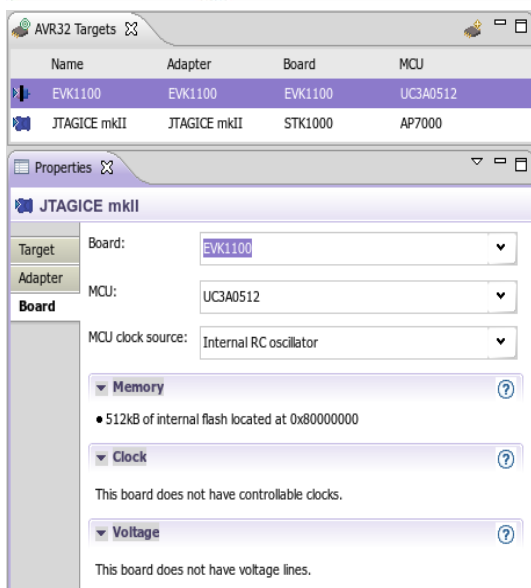 AVR32 Targets
Name Adapter Board MCU
EVK1100 EVK1100 EVK1100 UC3A0512
JTAGICE mkII JTAGICE mkII STK1000 AP7000
Properties
JTAGICE mkII
Target
Adapter
Board
Board: EVK1100
MCU: UC3A0512
MCU clock source: Internal RC oscillator
Memory
• 512kB of internal flash located at 0x80000000
Clock
This board does not have controllable clocks.
Voltage
This board does not have voltage lines.